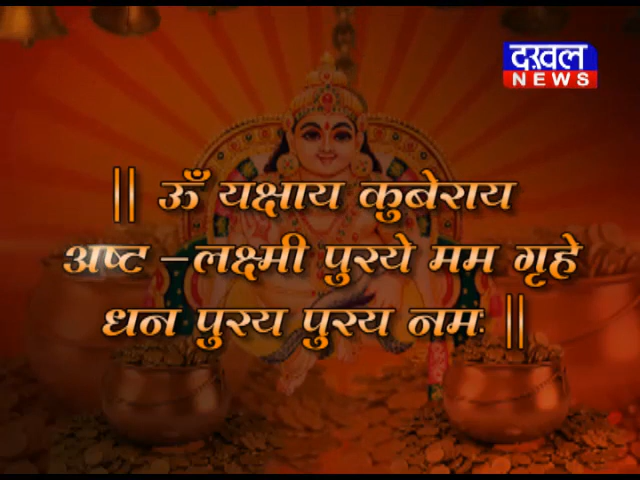 दखल
NEWS
|| ऊँ यक्षाय कुबेराय
अष्ट -लक्ष्मी पुरये मम गृहे
धन पुरय पुरय नमः ||